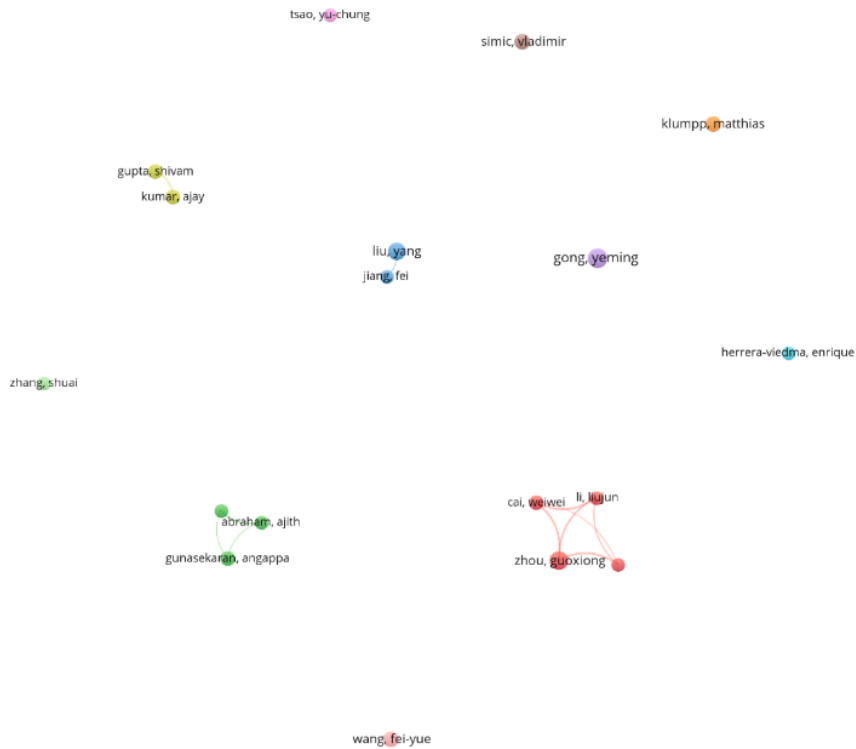 tsao, yu-chung
simic, vladimir
klumpp, matthias
gupta, shivam
kumar, ajay
liu, yang
gong, yeming
jiang, fei
herrera-viedma, enrique
zhang, shuai
cai, weiwei
li, liujun
abraham, ajith
gunasekaran, angappa
zhou, guoxiong
wang, fei-yue